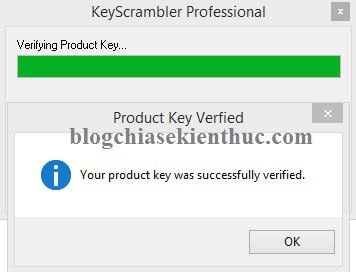 KeyScrambler Professional
x
Verifying Product Key...
Product Key Verfied
x
blogchiasekienthuc.com
Your product key was successfully verified.
OK